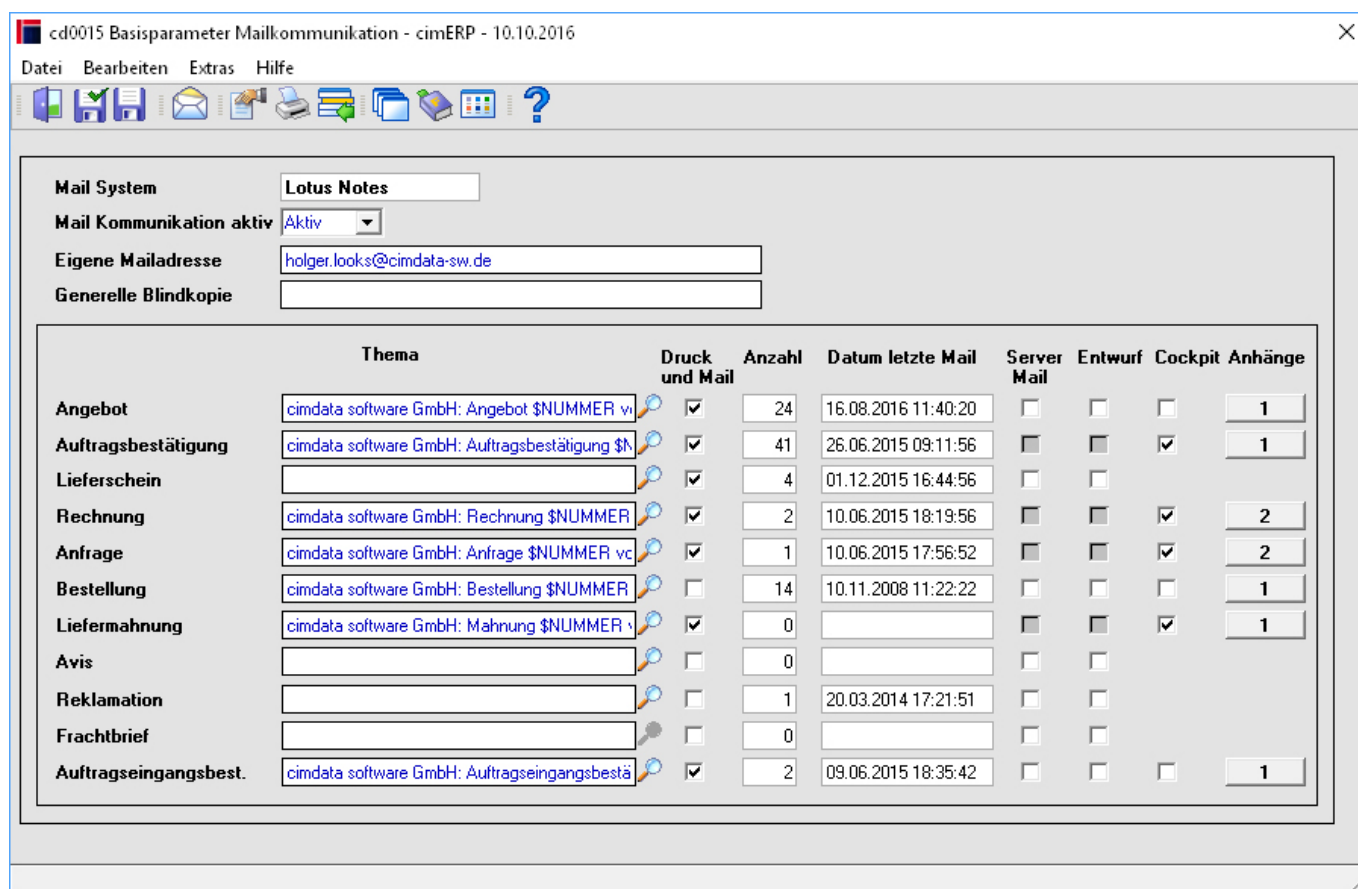 cd0015 Basisparameter Mailkommunikation - cimERP - 10.10.2016
Datei Bearbeiten Extras Hilfe
Mail System Lotus Notes
Mail Kommunikation aktiv Aktiv
Eigene Mailadresse holger.looks@cimdata-sw.de
Generelle Blindkopie
Thema Druck und Mail Anzahl Datum letzte Mail Server Mail Entwurf Cockpit Anhänge
Angebot cimdata software GmbH: Angebot $NUMMER 24 16.08.2016 11:40:20 1
Auftragsbestätigung cimdata software GmbH: Auftragsbestätigung 41 26.06.2015 09:11:56 1
Lieferschein 4 01.12.2015 16:44:56
Rechnung cimdata software GmbH: Rechnung $NUMMER 2 10.06.2015 18:19:56 2
Anfrage cimdata software GmbH: Anfrage $NUMMER 1 10.06.2015 17:56:52 2
Bestellung cimdata software GmbH: Bestellung $NUMMER 14 10.11.2008 11:22:22 1
Liefermahnung cimdata software GmbH: Mahnung $NUMMER 0 1
Avis 0
Reklamation 1 20.03.2014 17:21:51
Frachtbrief 0
Auftragseingangsbest. cimdata software GmbH: Auftragseingangsbestä 2 09.06.2015 18:35:42 1